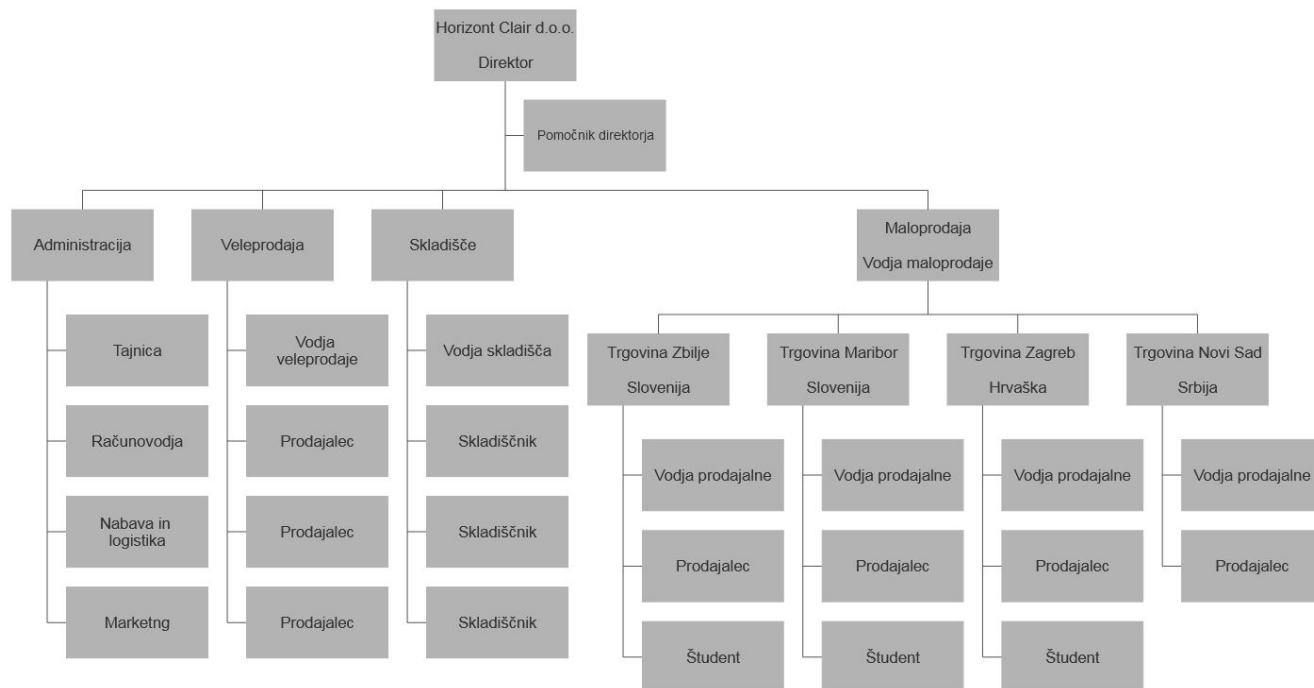 Horizont Clair d.o.o.
Direktor
Pomočnik direktorja
Administracija
Veleprodaja
Skladišče
Maloprodaja
Vodja maloprodaje
Tajnica
Računovodja
Nabava in
logistika
Marketng
Vodja
veleprodaje
Prodajalec
Prodajalec
Prodajalec
Vodja skladišča
Skladiščnik
Skladiščnik
Skladiščnik
Trgovina Zbilje
Slovenija
Vodja prodajalne
Prodajalec
Študent
Trgovina Maribor
Slovenija
Vodja prodajalne
Prodajalec
Študent
Trgovina Zagreb
Hrvaška
Vodja prodajalne
Prodajalec
Študent
Trgovina Novi Sad
Srbija
Vodja prodajalne
Prodajalec